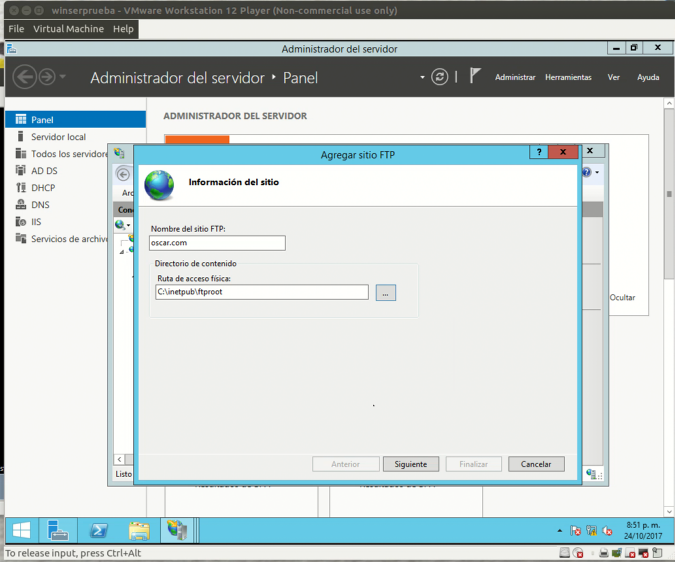 winserprueba - VMware Workstation 12 Player (Non-commercial use only)
File Virtual Machine Help
Administrador del servidor
Administrador del servidor Panel
Administrar Herramientas Ver Ayuda
Panel
Servidor local
Todos los servidore
AD DS
DHCP
DNS
IIS
Servicios de archiv
ADMINISTRADOR DEL SERVIDOR
Arc
Con
Listo
Agregar sitio FTP
? x
Información del sitio
Nombre del sitio FTP:
oscar.com
Directorio de contenido
Ruta de acceso física:
C:\inetpub\ftproot
...
Anterior Siguiente Finalizar Cancelar
Ocultar
8:51 p. m.
24/10/2017
To release input, press Ctrl+Alt